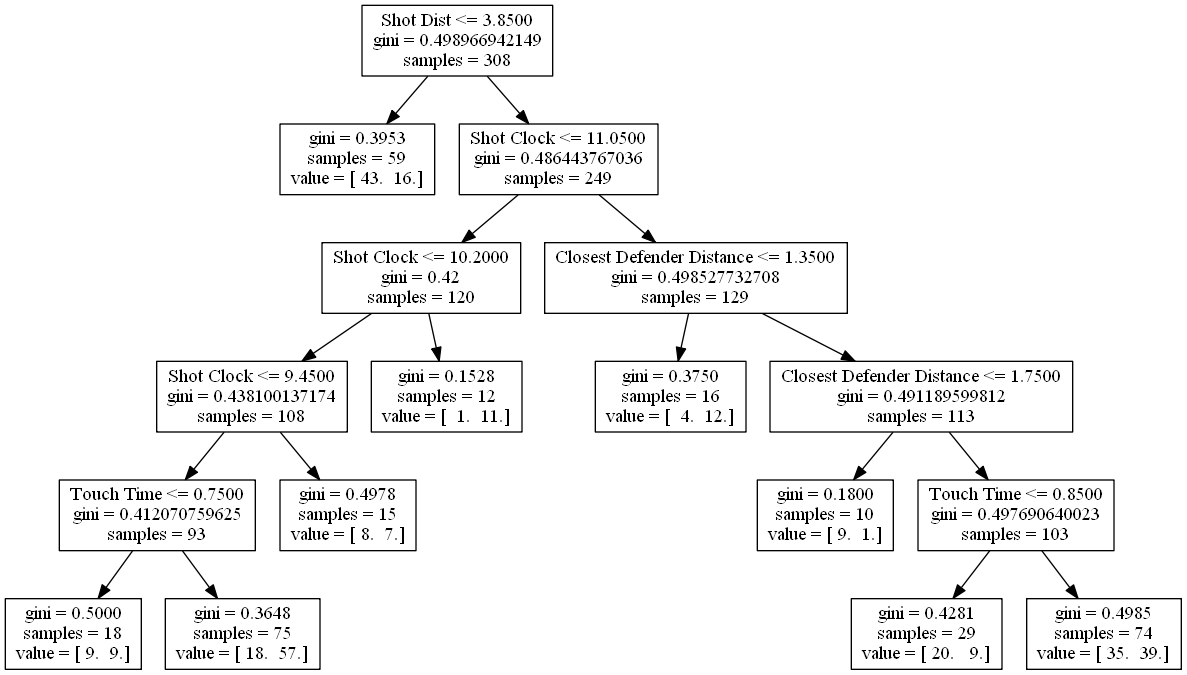 Shot Dist <= 3.8500
gini = 0.498966942149
samples = 308
gini = 0.3953
samples = 59
value = [ 43.  16.]
Shot Clock <= 11.0500
gini = 0.486443767036
samples = 249
Shot Clock <= 10.2000
gini = 0.42
samples = 120
Closest Defender Distance <= 1.3500
gini = 0.498527732708
samples = 129
Shot Clock <= 9.4500
gini = 0.438100137174
samples = 108
gini = 0.1528
samples = 12
value = [  1.  11.]
gini = 0.3750
samples = 16
value = [  4.  12.]
Closest Defender Distance <= 1.7500
gini = 0.491189599812
samples = 113
Touch Time <= 0.7500
gini = 0.412070759625
samples = 93
gini = 0.4978
samples = 15
value = [ 8.  7.]
gini = 0.1800
samples = 10
value = [ 9.  1.]
Touch Time <= 0.8500
gini = 0.497690640023
samples = 103
gini = 0.5000
samples = 18
value = [ 9.  9.]
gini = 0.3648
samples = 75
value = [ 18.  57.]
gini = 0.4281
samples = 29
value = [ 20.   9.]
gini = 0.4985
samples = 74
value = [ 35.  39.]